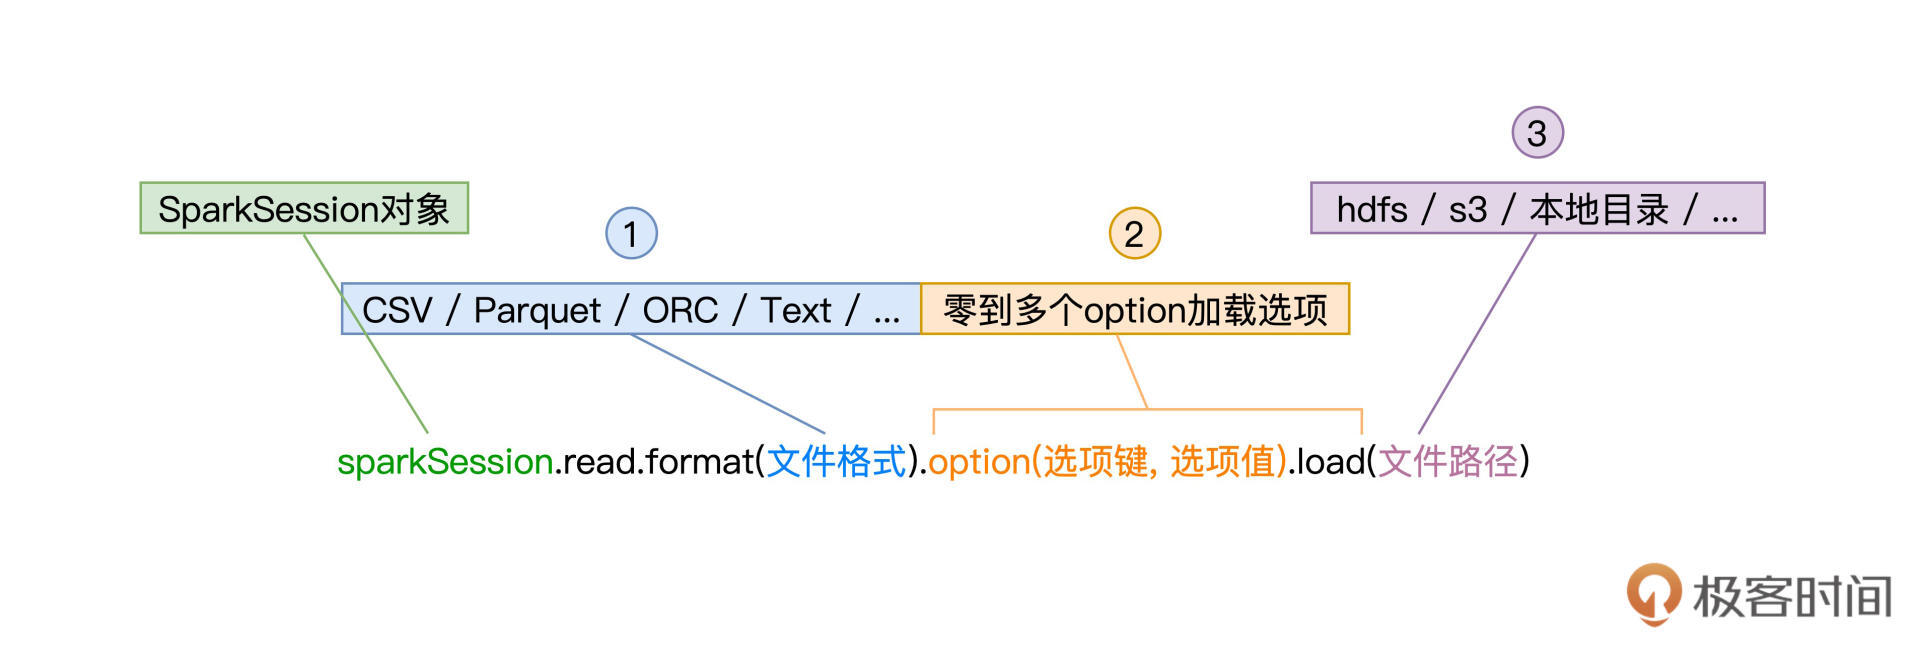 3
SparkSession对象
hdfs / s3 / 本地目录 / ...
1
2
CSV / Parquet / ORC / Text / ...
零到多个option加载选项
sparkSession.read.format(文件格式).option(选项键, 选项值).load(文件路径)
极客时间